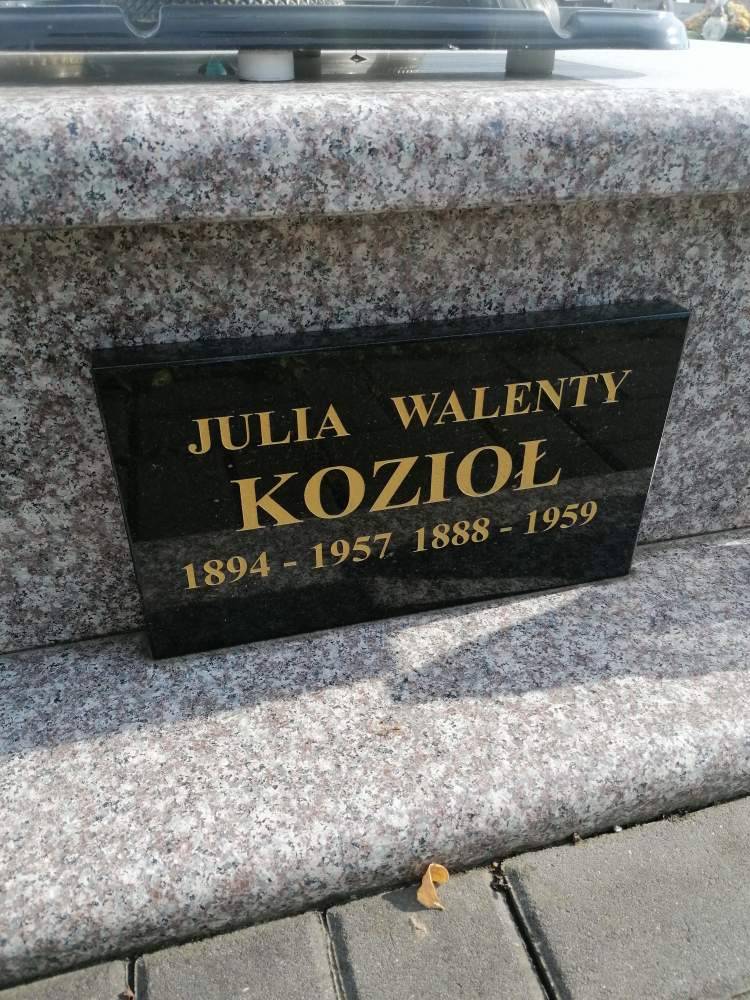 JULIA WALENTY
KOZIOŁ
1894 - 1957 1888 - 1959